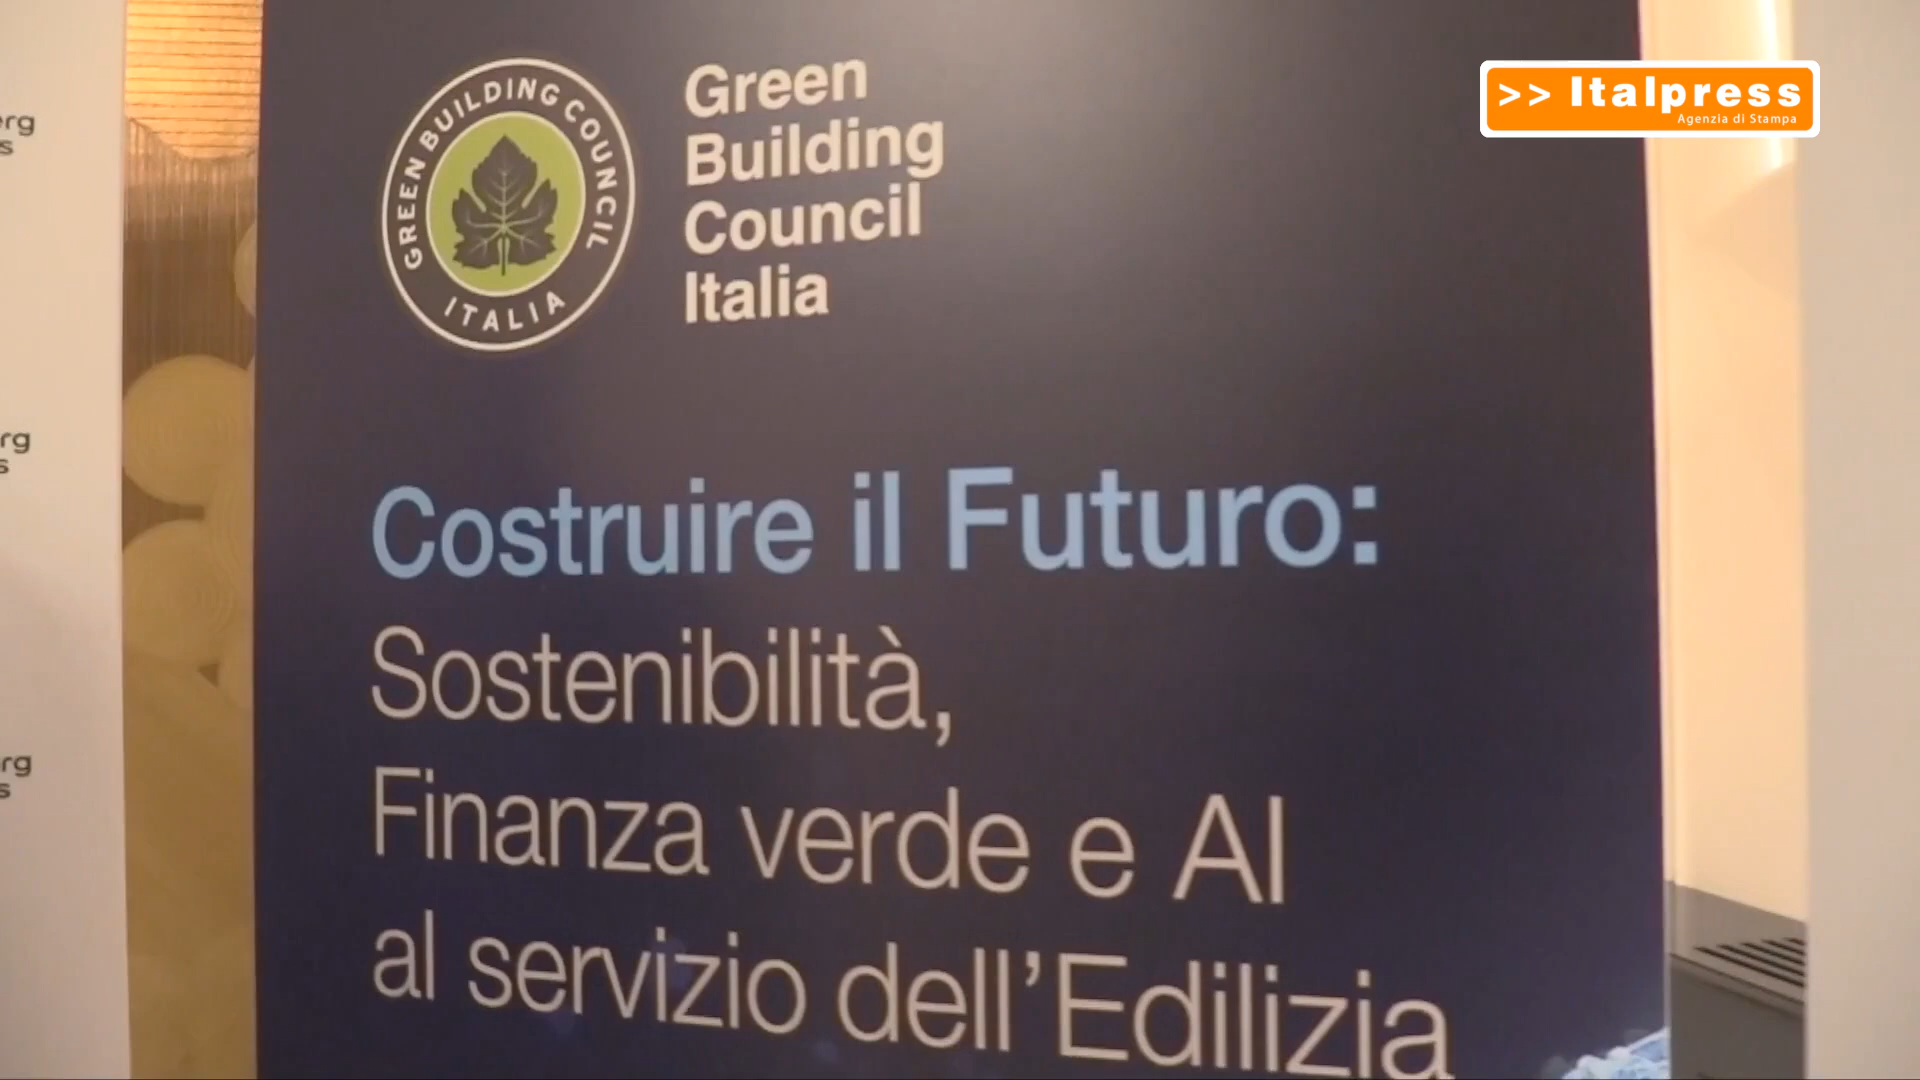 GREEN BUILDING COUNCIL
ITALIA
Green
Building
Council
Italia
>> Italpress
Agenzia di Stampa
Costruire il Futuro:
Sostenibilità,
Finanza verde e AI
al servizio dell'Edilizia